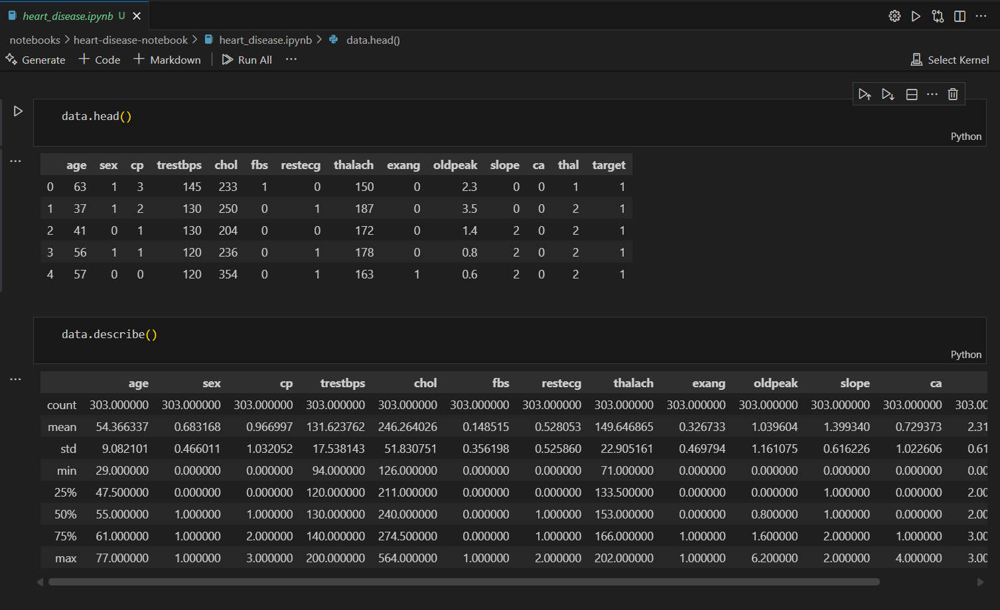 heart_disease.ipynb U
notebooks > heart-disease-notebook > heart_disease.ipynb > data.head()
Generate + Code + Markdown | Run All ... Select Kernel
data.head()
Python
age sex cp trestbps chol fbs restecg thalach exang oldpeak slope ca thal target
0 63 1 3 145 233 1 0 150 0 2.3 0 0 1 1
1 37 1 2 130 250 0 1 187 0 3.5 0 0 2 1
2 41 0 1 130 204 0 0 172 0 1.4 2 0 2 1
3 56 1 1 120 236 0 1 178 0 0.8 2 0 2 1
4 57 0 0 120 354 0 1 163 1 0.6 2 0 2 1
data.describe()
Python
age sex cp trestbps chol fbs restecg thalach exang oldpeak slope ca
count 303.000000 303.000000 303.000000 303.000000 303.000000 303.000000 303.000000 303.000000 303.000000 303.000000 303.000000 303.000000 303.00
mean 54.366337 0.683168 0.966997 131.623762 246.264026 0.148515 0.528053 149.646865 0.326733 1.039604 1.399340 0.729373 2.31
std 9.082101 0.466011 1.032052 17.538143 51.830751 0.356198 0.525860 22.905161 0.469794 1.161075 0.616226 1.022606 0.61
min 29.000000 0.000000 0.000000 94.000000 126.000000 0.000000 0.000000 71.000000 0.000000 0.000000 0.000000 0.000000 0.00
25% 47.500000 0.000000 0.000000 120.000000 211.000000 0.000000 0.000000 133.500000 0.000000 0.000000 1.000000 0.000000 2.00
50% 55.000000 1.000000 1.000000 130.000000 240.000000 0.000000 1.000000 153.000000 0.000000 0.800000 1.000000 0.000000 2.00
75% 61.000000 1.000000 2.000000 140.000000 274.500000 0.000000 1.000000 166.000000 1.000000 1.600000 2.000000 1.000000 3.00
max 77.000000 1.000000 3.000000 200.000000 564.000000 1.000000 2.000000 202.000000 1.000000 6.200000 2.000000 4.000000 3.00